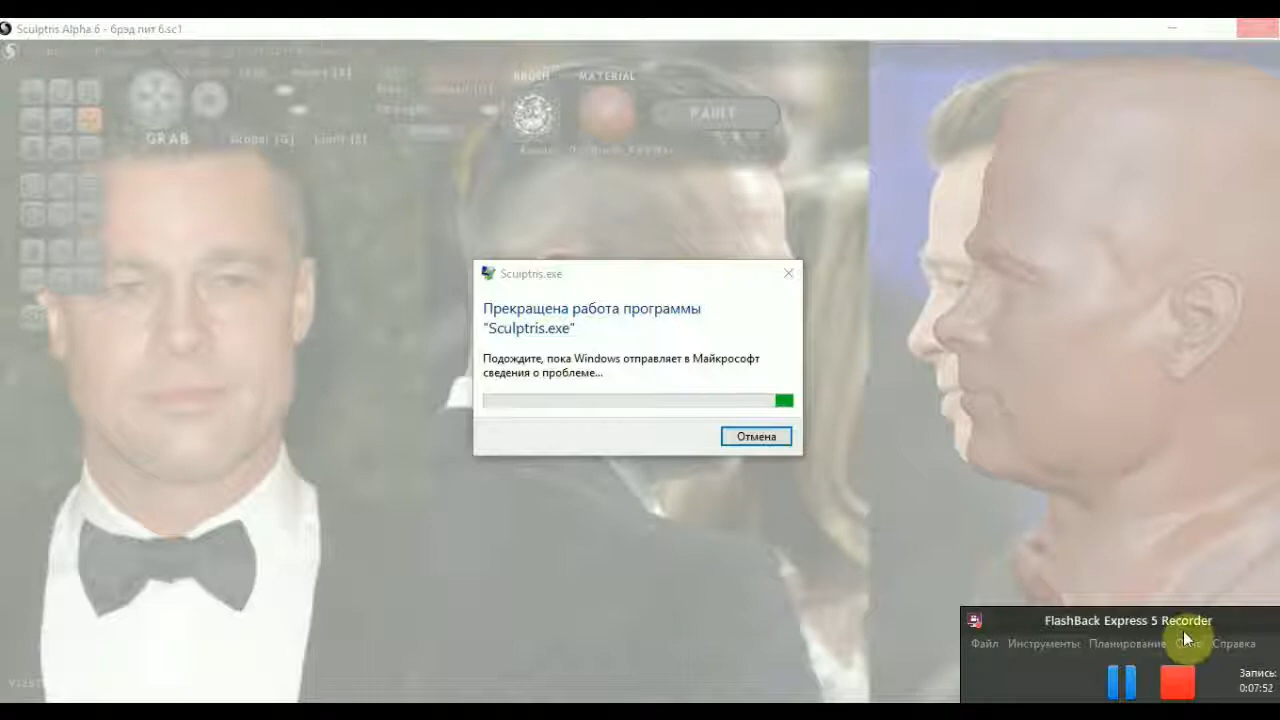 Sculptris Alpha 6 - брэд пит 6.sc1
BRUSH
MATERIAL
PAINT
GRAB
Sculptris.exe
Прекращена работа программы
"Sculptris.exe"
Подождите, пока Windows отправляет в Майкрософт
сведения о проблеме...
Отмена
FlashBack Express 5 Recorder
Файл Инструменты Планирование Справка
Запись:
0:07:52